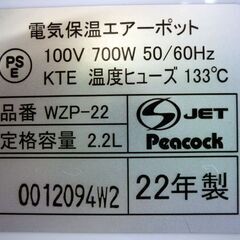 電気保温エアーポット
PS
E
100V 700W 50/60Hz
KTE 温度ヒューズ 133℃
品番 WZP-22
定格容量 2.2L
S JET
Peacock
0012094W2
22年製